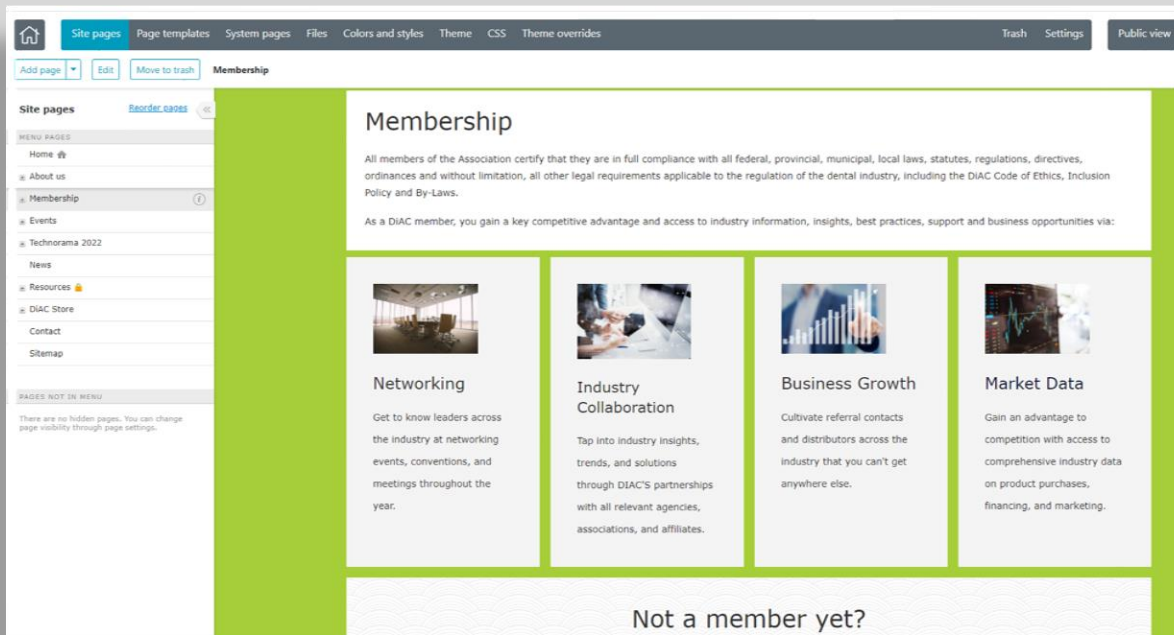 Site pages Page templates System pages Files Colors and styles Theme CSS Theme overrides Trash Settings Public view
Add page Edit Move to trash Membership
Site pages Reorder pages
MENU PAGES
Home
About us
Membership
Events
Technorama 2022
News
Resources
DiAC Store
Contact
Sitemap
PAGES NOT IN MENU
There are no hidden pages. You can change
page visibility through page settings.
Membership
All members of the Association certify that they are in full compliance with all federal, provincial, municipal, local laws, statutes, regulations, directives,
ordinances and without limitation, all other legal requirements applicable to the regulation of the dental industry, including the DiAC Code of Ethics, Inclusion
Policy and By-Laws.
As a DiAC member, you gain a key competitive advantage and access to industry information, insights, best practices, support and business opportunities via:
Networking
Get to know leaders across
the industry at networking
events, conventions, and
meetings throughout the
year.
Industry
Collaboration
Tap into industry insights,
trends, and solutions
through DIAC'S partnerships
with all relevant agencies,
associations, and affiliates.
Business Growth
Cultivate referral contacts
and distributors across the
industry that you can't get
anywhere else.
Market Data
Gain an advantage to
competition with access to
comprehensive industry data
on product purchases,
financing, and marketing.
Not a member yet?